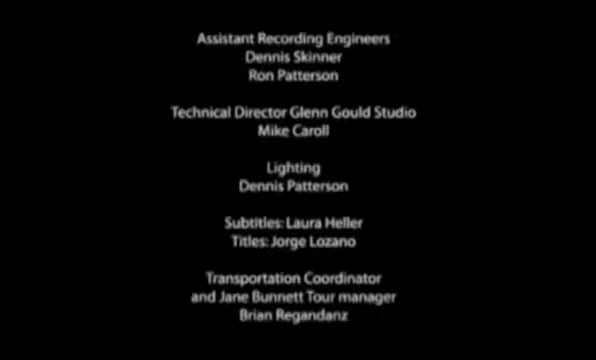 Assistant Recording Engineers
Dennis Skinner
Ron Patterson
Technical Director Glenn Gould Studio
Mike Caroll
Lighting
Dennis Patterson
Subtitles: Laura Heller
Titles: Jorge Lozano
Transportation Coordinator
and Jane Bunnett Tour manager
Brian Regandanz